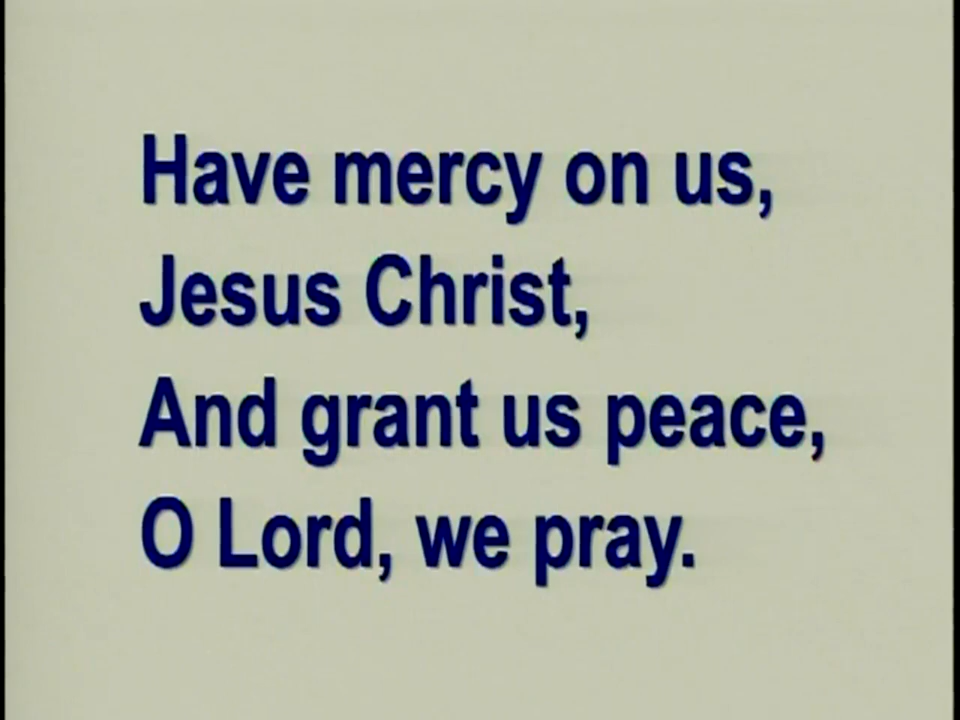 Have mercy on us,
Jesus Christ,
And grant us peace,
O Lord, we pray.